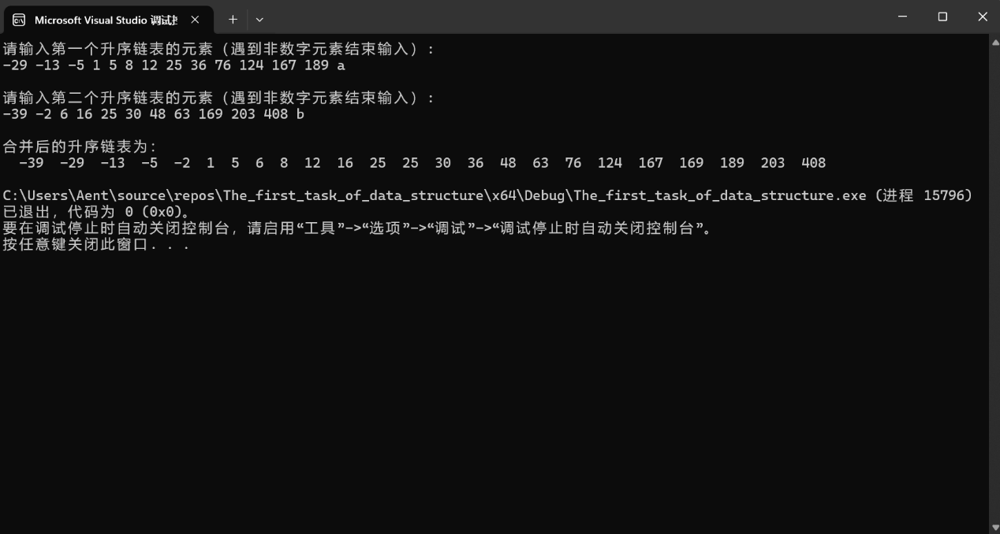 Microsoft Visual Studio 调试
请输入第一个升序链表的元素（遇到非数字元素结束输入）：
-29 -13 -5 1 5 8 12 25 36 76 124 167 189 a
请输入第二个升序链表的元素（遇到非数字元素结束输入）：
-39 -2 6 16 25 30 48 63 169 203 408 b
合并后的升序链表为：
-39 -29 -13 -5 -2 1 5 6 8 12 16 25 25 30 36 48 63 76 124 167 169 189 203 408
C:\Users\Aent\source\repos\The_first_task_of_data_structure\x64\Debug\The_first_task_of_data_structure.exe (进程 15796)
已退出，代码为 0 (0x0)。
要在调试停止时自动关闭控制台，请启用“工具”->“选项”->“调试”->“调试停止时自动关闭控制台”。
按任意键关闭此窗口. . .